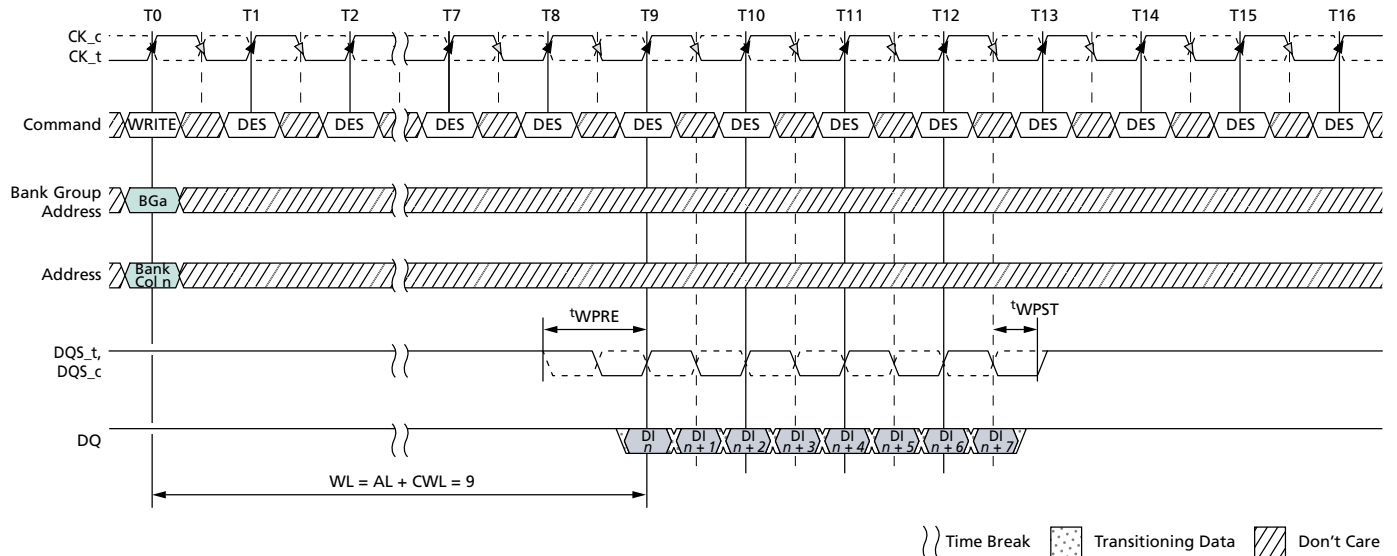 T0 T1 T2 T7 T8 T9 T10 T11 T12 T13 T14 T15 T16
CK_c
CK_t
Command WRITE DES DES DES DES DES DES DES DES DES DES DES DES
Bank Group
Address
BGa
Address
Bank
Col n
tWPRE
tWPST
DQS_t,
DQS_c
DQ
DI
n
DI
n + 1
DI
n + 2
DI
n + 3
DI
n + 4
DI
n + 5
DI
n + 6
DI
n + 7
WL = AL + CWL = 9
Time Break Transitioning Data Don't Care